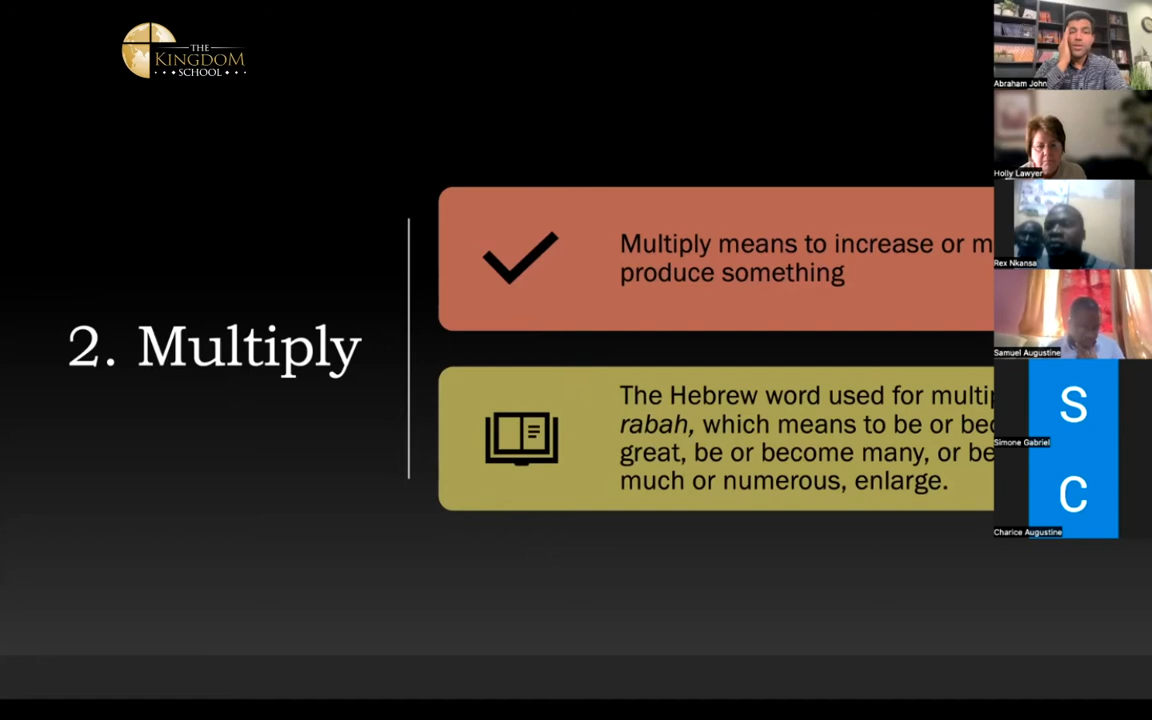 THE
KINGDOM
SCHOOL
2. Multiply
Multiply means to increase or m
produce something
The Hebrew word used for multip
rabah, which means to be or bec
great, be or become many, or be
much or numerous, enlarge.
Abraham John
Holly Lawyer
Rex Nkansa
Samuel Augustine
S
Simone Gabriel
C
Charice Augustine